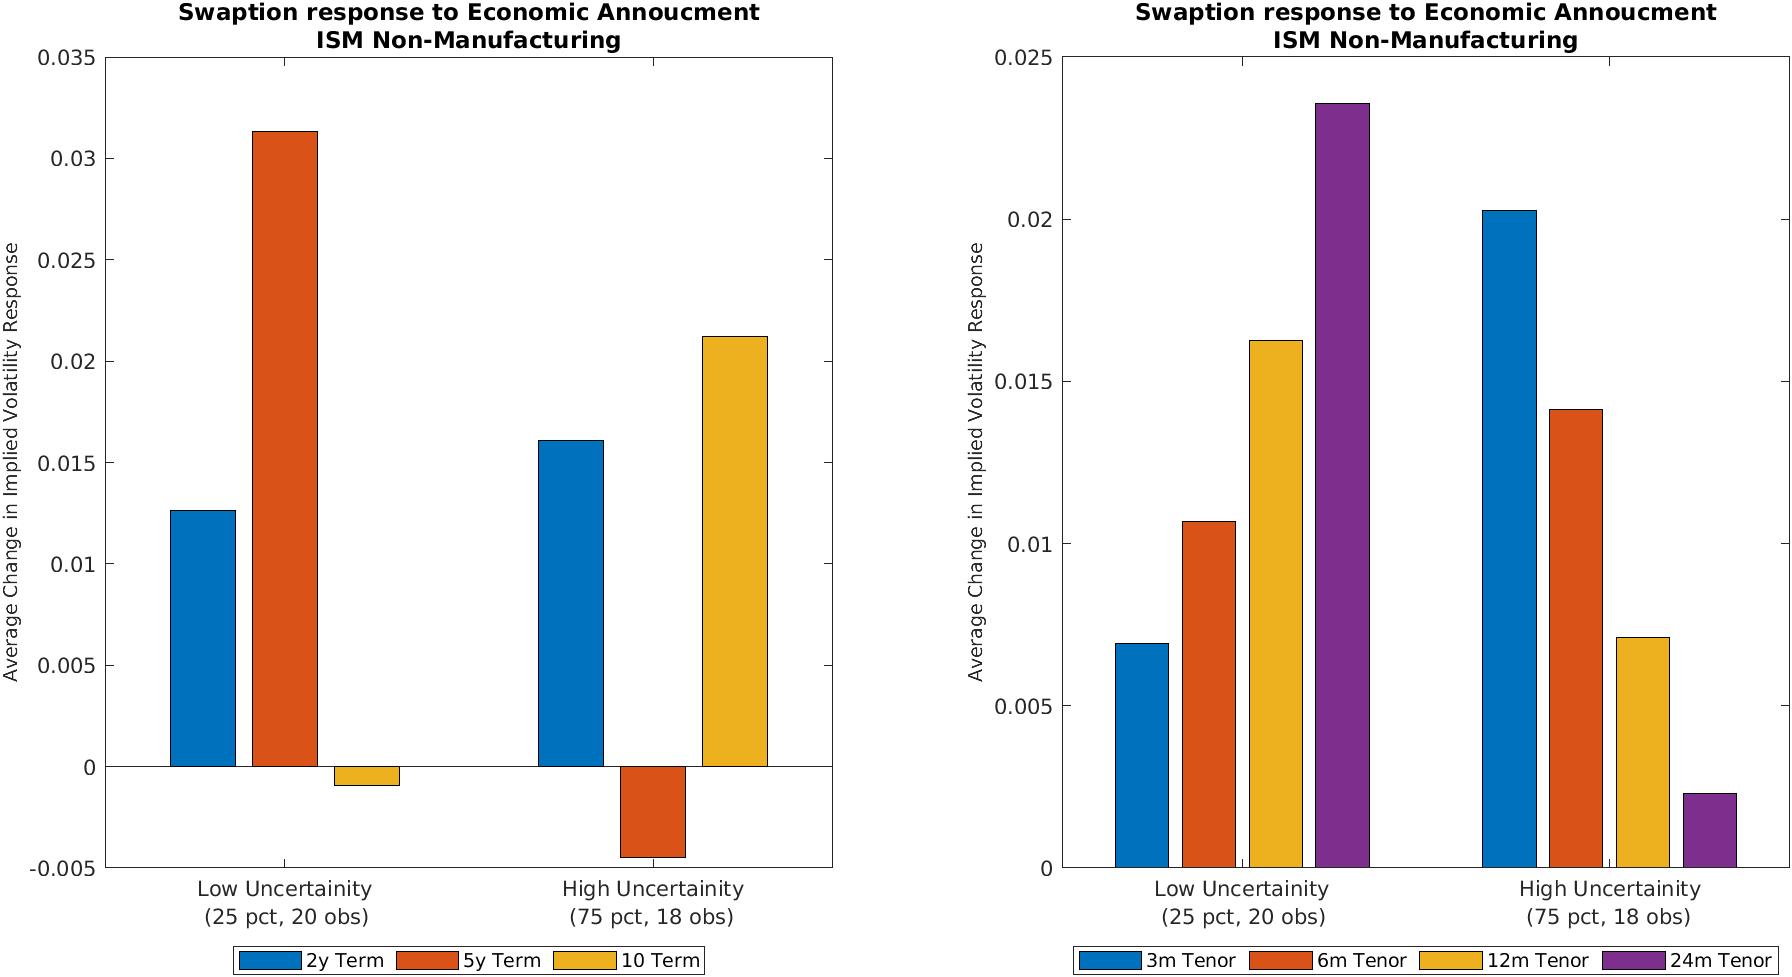 Swaption response to Economic Annoucment
ISM Non-Manufacturing
Average Change in Implied Volatility Response
0.035
0.03
0.025
0.02
0.015
0.01
0.005
0
-0.005
Low Uncertainity
(25 pct, 20 obs)
High Uncertainity
(75 pct, 18 obs)
2y Term
5y Term
10 Term
Swaption response to Economic Annoucment
ISM Non-Manufacturing
Average Change in Implied Volatility Response
0.025
0.02
0.015
0.01
0.005
0
Low Uncertainity
(25 pct, 20 obs)
High Uncertainity
(75 pct, 18 obs)
3m Tenor
6m Tenor
12m Tenor
24m Tenor